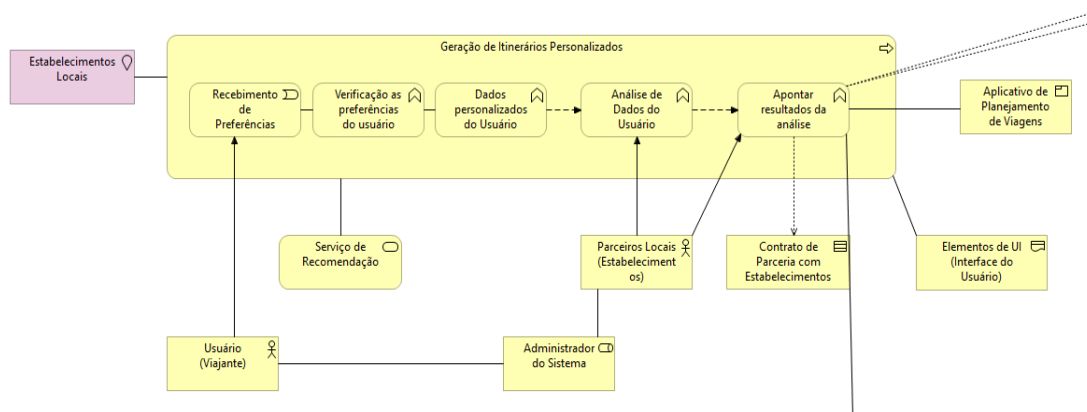 Geração de Itinerários Personalizados
Estabelecimentos
Locais
Recebimento
de
Preferências
Verificação as
preferências
do usuário
Dados
personalizados
do Usuário
Análise de
Dados do
Usuário
Apontar
resultados da
análise
Aplicativo de
Planejamento
de Viagens
Serviço de
Recomendação
Parceiros Locais
(Estabeleciment
os)
Contrato de
Parceria com
Estabelecimentos
Elementos de UI
(Interface do
Usuário)
Usuário
(Viajante)
Administrador
do Sistema